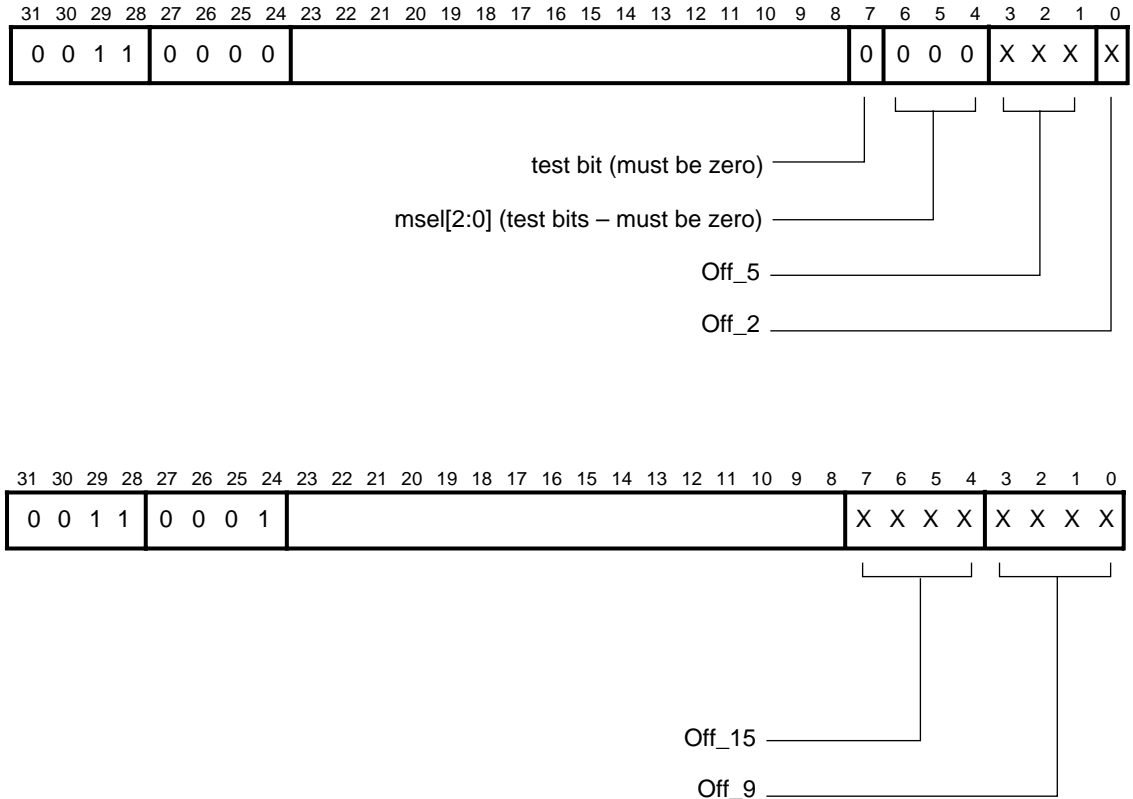 31 30 29 28 27 26 25 24 23 22 21 20 19 18 17 16 15 14 13 12 11 10 9 8 7 6 5 4 3 2 1 0
0 0 1 1 0 0 0 0 0 0 0 0 X X X X
test bit (must be zero)
msel[2:0] (test bits – must be zero)
Off_5
Off_2
31 30 29 28 27 26 25 24 23 22 21 20 19 18 17 16 15 14 13 12 11 10 9 8 7 6 5 4 3 2 1 0
0 0 1 1 0 0 0 1 X X X X X X X X
Off_15
Off_9